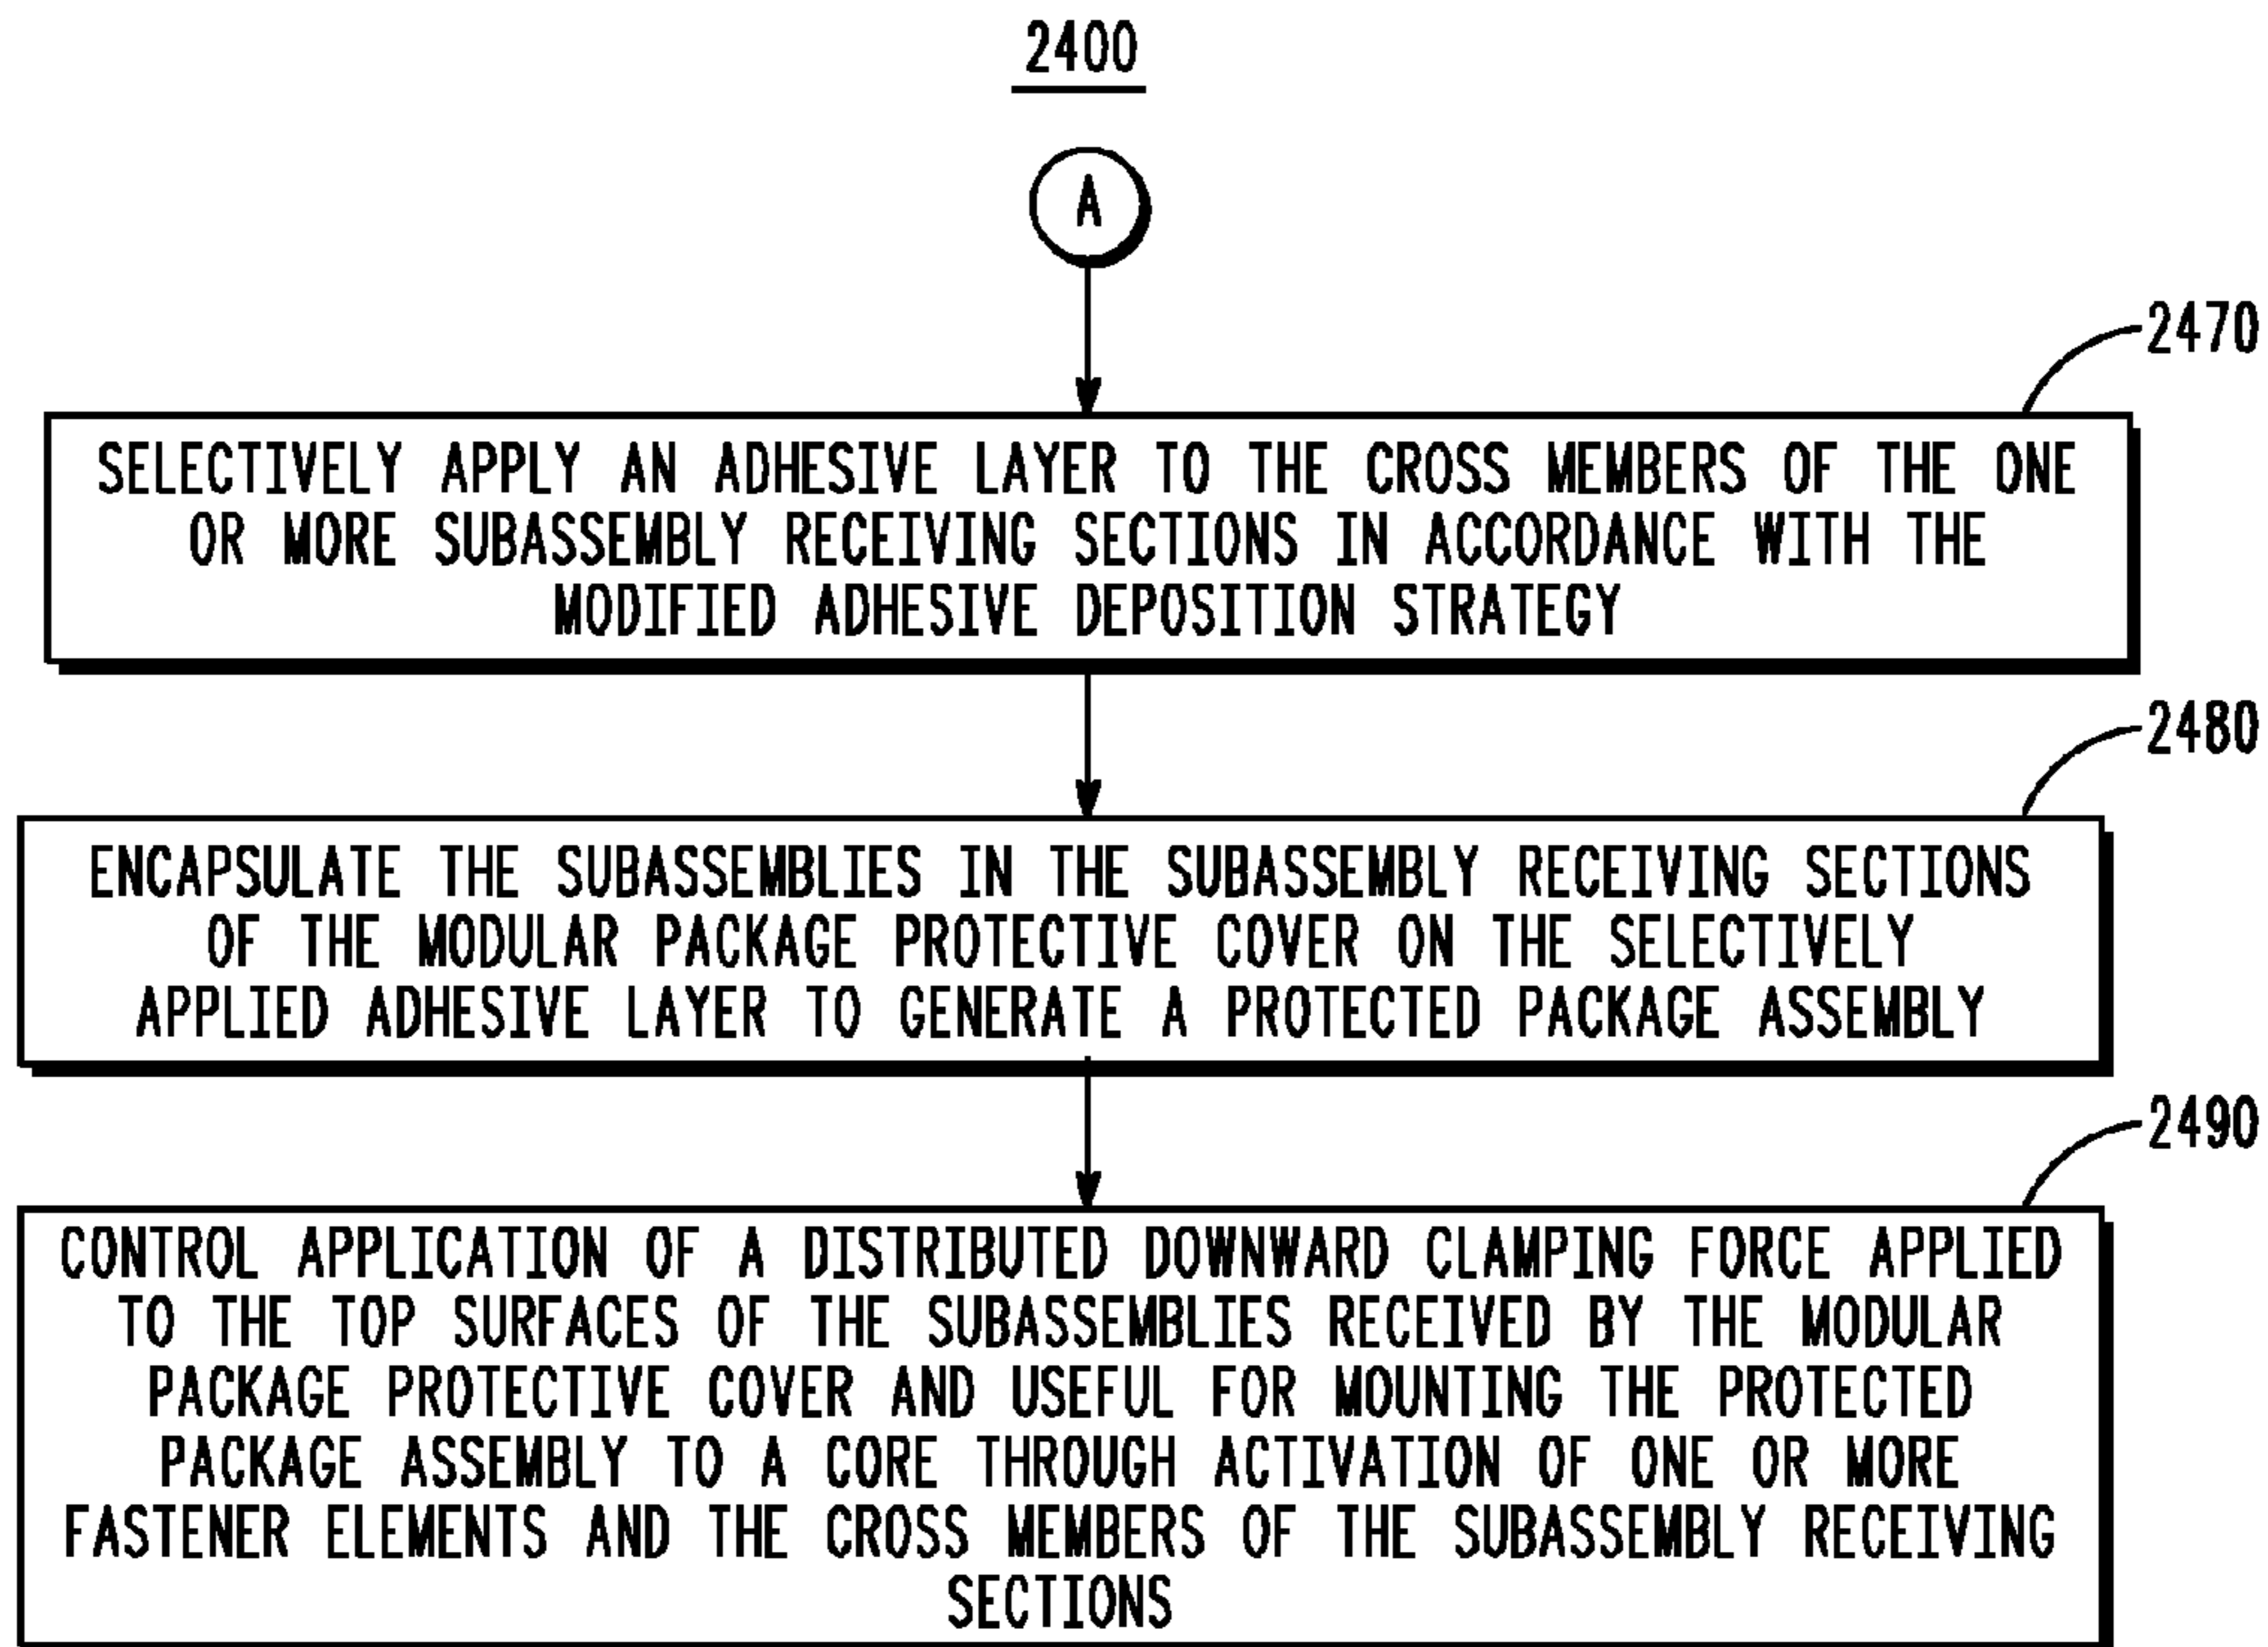 2400
A
2470
SELECTIVELY APPLY AN ADHESIVE LAYER TO THE CROSS MEMBERS OF THE ONE
OR MORE SUBASSEMBLY RECEIVING SECTIONS IN ACCORDANCE WITH THE
MODIFIED ADHESIVE DEPOSITION STRATEGY
2480
ENCAPSULATE THE SUBASSEMBLIES IN THE SUBASSEMBLY RECEIVING SECTIONS
OF THE MODULAR PACKAGE PROTECTIVE COVER ON THE SELECTIVELY
APPLIED ADHESIVE LAYER TO GENERATE A PROTECTED PACKAGE ASSEMBLY
2490
CONTROL APPLICATION OF A DISTRIBUTED DOWNWARD CLAMPING FORCE APPLIED
TO THE TOP SURFACES OF THE SUBASSEMBLIES RECEIVED BY THE MODULAR
PACKAGE PROTECTIVE COVER AND USEFUL FOR MOUNTING THE PROTECTED
PACKAGE ASSEMBLY TO A CORE THROUGH ACTIVATION OF ONE OR MORE
FASTENER ELEMENTS AND THE CROSS MEMBERS OF THE SUBASSEMBLY RECEIVING
SECTIONS